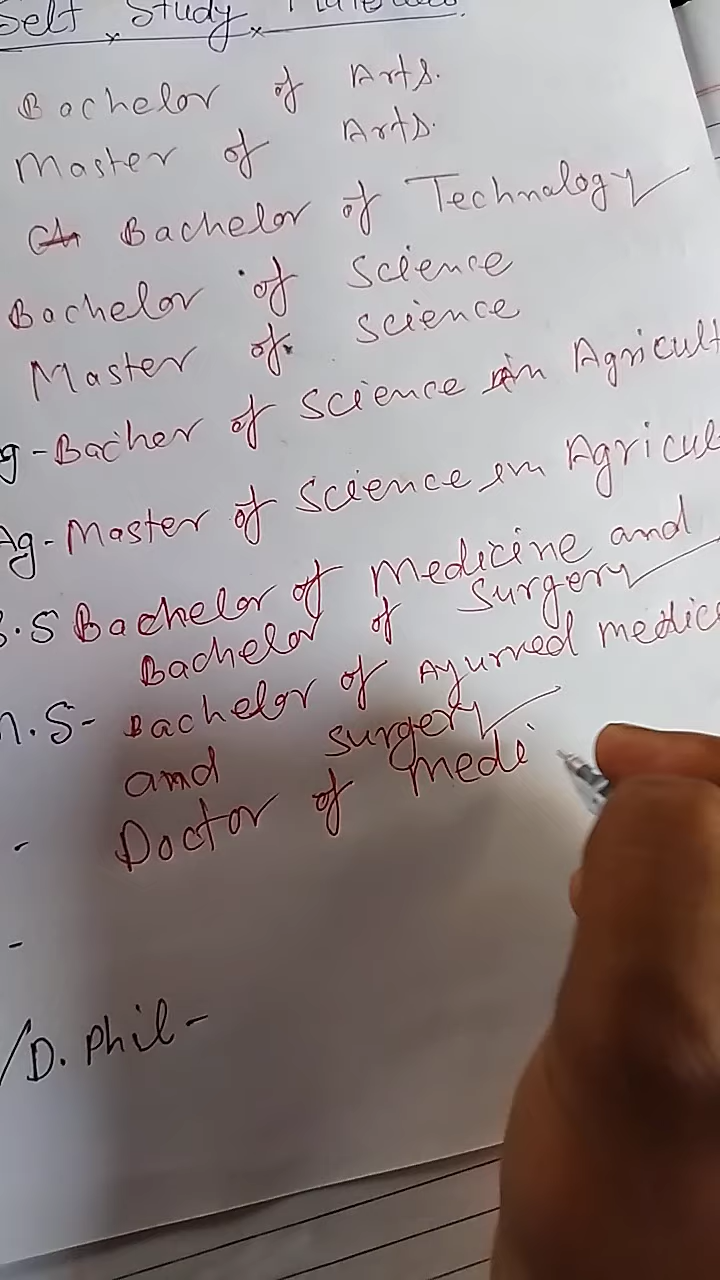 Self Study Materials.
Bachelor of Arts.
Master of Arts.
Bachelor of Technology
Bachelor of Science
Master of Science
g-Bacher of Science in Agricult
Ag-Master of Science in Agricul
B.S Bachelor of Medicine and
Bachelor of Surgery
M.S- Bachelor of Ayurved medic
and surgery
- Doctor of medi
-
/D. Phil-